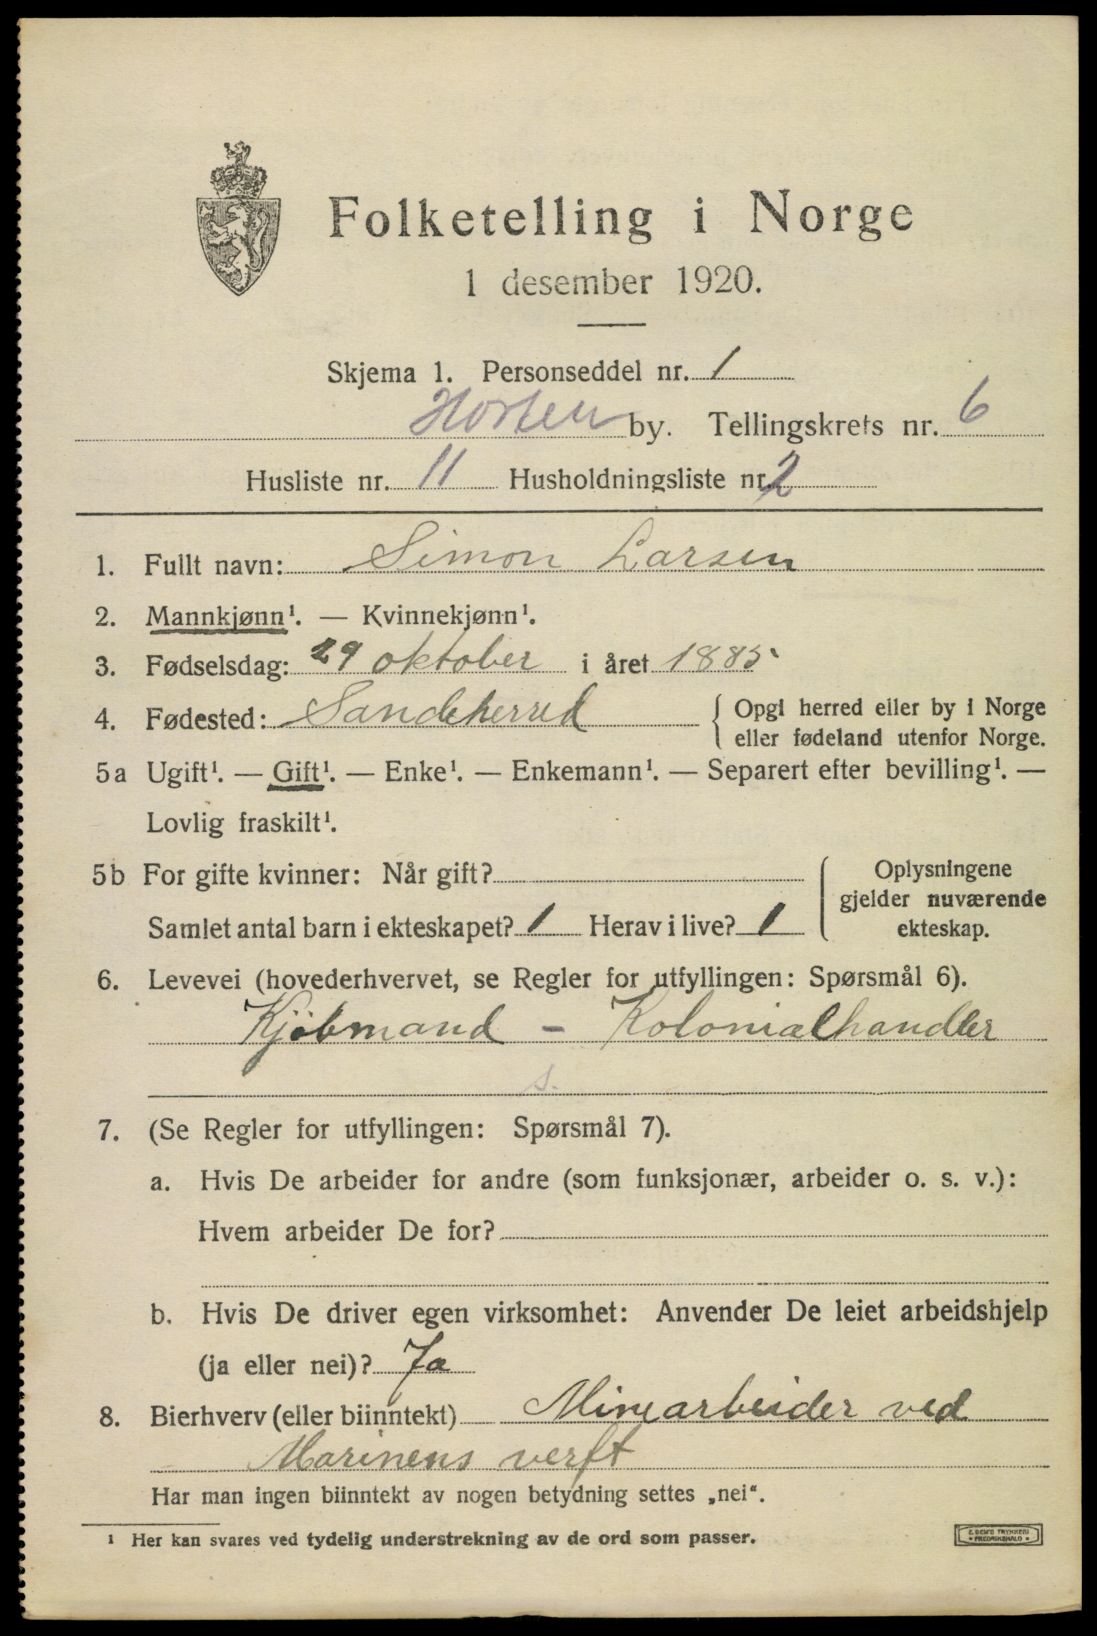 Folketelling i Norge
1 desember 1920.
Skjema 1. Personseddel nr. 1
Horten by. Tellingskrets nr. 6
Husliste nr. 11 Husholdningsliste nr. 2
1. Fullt navn: Simon Larsen
2. Mannkjønn¹. — Kvinnekjønn¹.
3. Fødselsdag: 29 oktober i året 1885
4. Fødested: Sandeherred { Opgi herred eller by i Norge
eller fødeland utenfor Norge.
5a Ugift¹. — Gift¹. — Enke¹. — Enkemann¹. — Separert efter bevilling¹. —
Lovlig fraskilt¹.
5b For gifte kvinner: Når gift?
Samlet antal barn i ekteskapet? 1 Herav i live? 1
Oplysningene
gjelder nuværende
ekteskap.
6. Levevei (hovederhvervet, se Regler for utfyllingen: Spørsmål 6).
Kjøbmand - Kolonialhandler
s.
7. (Se Regler for utfyllingen: Spørsmål 7).
a. Hvis De arbeider for andre (som funksjonær, arbeider o. s. v.):
Hvem arbeider De for?
b. Hvis De driver egen virksomhet: Anvender De leiet arbeidshjelp
(ja eller nei)? Ja
8. Bierhverv (eller biinntekt) Minearbeider ved
Marinens verft
Har man ingen biinntekt av nogen betydning settes „nei“.
¹ Her kan svares ved tydelig understrekning av de ord som passer.